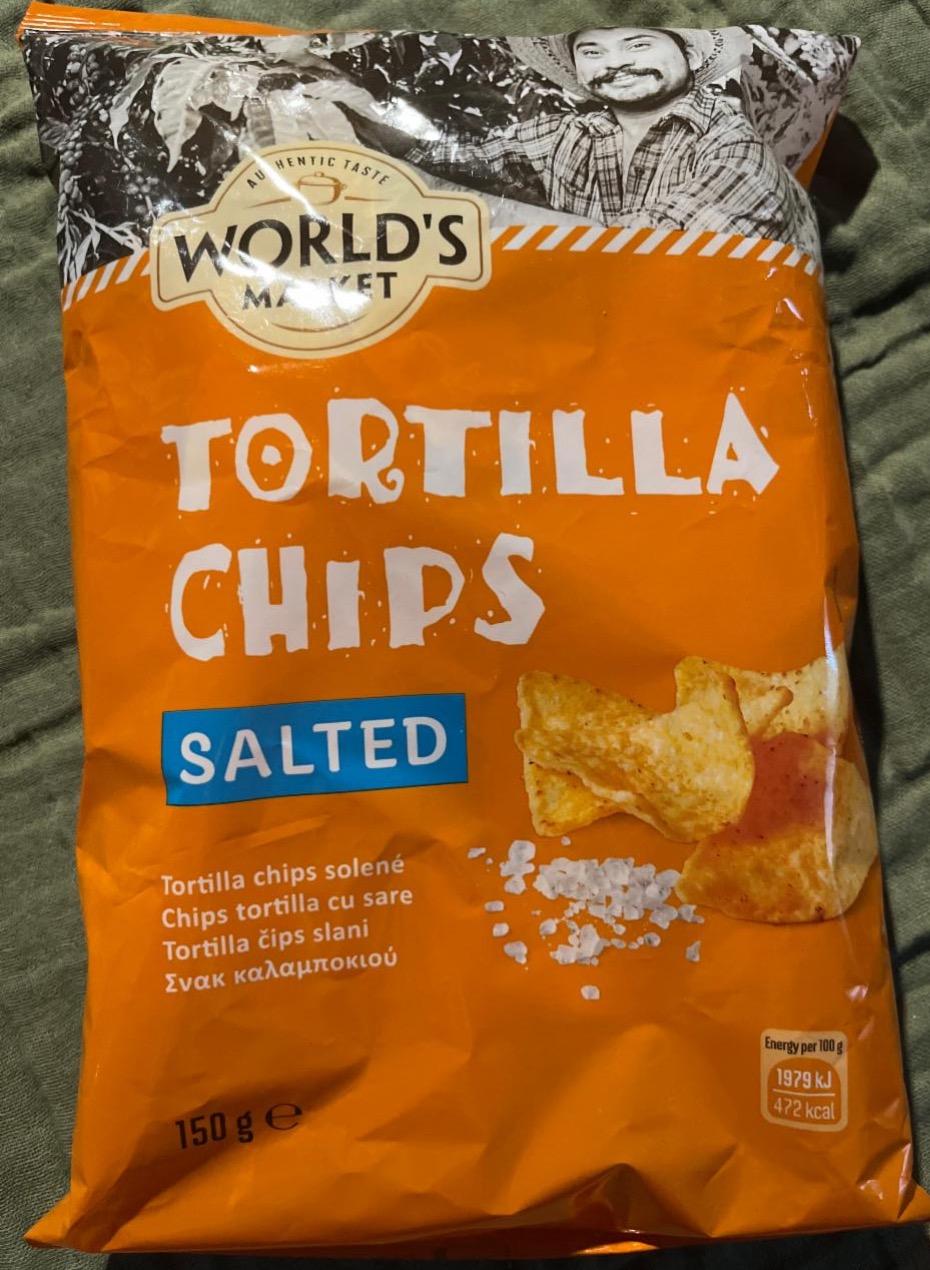 AUTHENTIC TASTE
WORLD'S
MARKET
TORTILLA
CHIPS
SALTED
Tortilla chips solené
Chips tortilla cu sare
Tortilla čips slani
Σνακ καλαμποκιού
Energy per 100 g
1979 kJ
472 kcal
150 g ℮